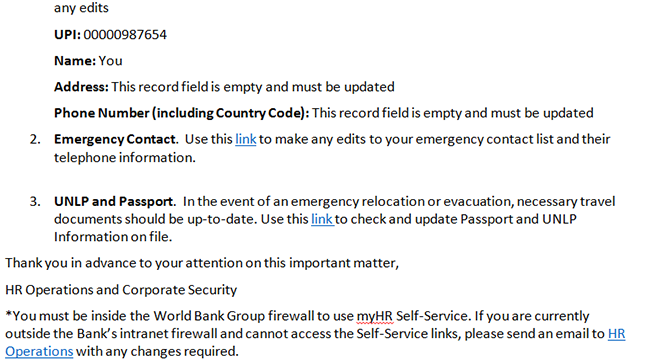 any edits
UPI: 00000987654
Name: You
Address: This record field is empty and must be updated
Phone Number (including Country Code): This record field is empty and must be updated
2. Emergency Contact. Use this link to make any edits to your emergency contact list and their
telephone information.
3. UNLP and Passport. In the event of an emergency relocation or evacuation, necessary travel
documents should be up-to-date. Use this link to check and update Passport and UNLP
Information on file.
Thank you in advance to your attention on this important matter,
HR Operations and Corporate Security
*You must be inside the World Bank Group firewall to use myHR Self-Service. If you are currently
outside the Bank’s intranet firewall and cannot access the Self-Service links, please send an email to HR
Operations with any changes required.